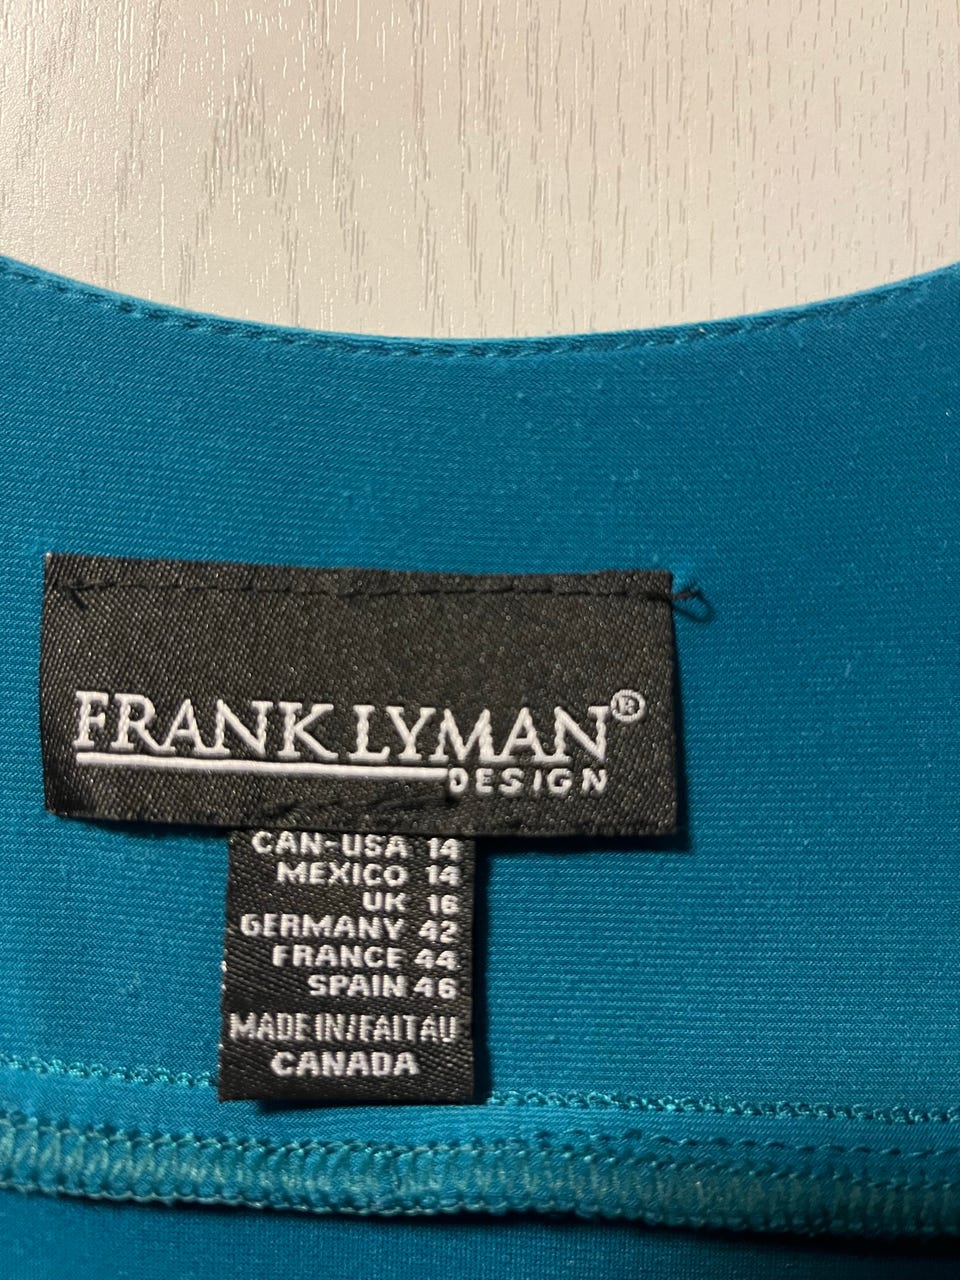 FRANK LYMAN®
DESIGN
CAN-USA 14
MEXICO 14
UK 16
GERMANY 42
FRANCE 44
SPAIN 46
MADE IN/FAIT AU
CANADA